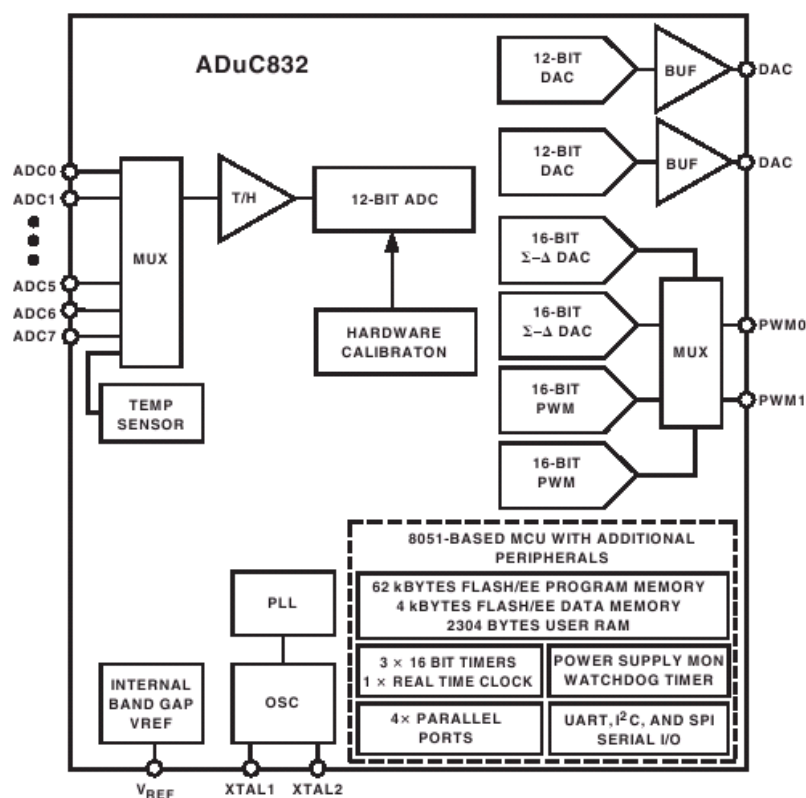 ADuC832
12-BIT
DAC
BUF
DAC
12-BIT
DAC
BUF
DAC
ADC0
ADC1
ADC5
ADC6
ADC7
MUX
T/H
12-BIT ADC
HARDWARE
CALIBRATON
TEMP
SENSOR
16-BIT
Σ–Δ DAC
16-BIT
Σ–Δ DAC
16-BIT
PWM
16-BIT
PWM
MUX
PWM0
PWM1
8051-BASED MCU WITH ADDITIONAL
PERIPHERALS
62 kBYTES FLASH/EE PROGRAM MEMORY
4 kBYTES FLASH/EE DATA MEMORY
2304 BYTES USER RAM
3 × 16 BIT TIMERS
1 × REAL TIME CLOCK
POWER SUPPLY MON
WATCHDOG TIMER
4× PARALLEL
PORTS
UART, I²C, AND SPI
SERIAL I/O
PLL
OSC
INTERNAL
BAND GAP
VREF
VREF
XTAL1
XTAL2